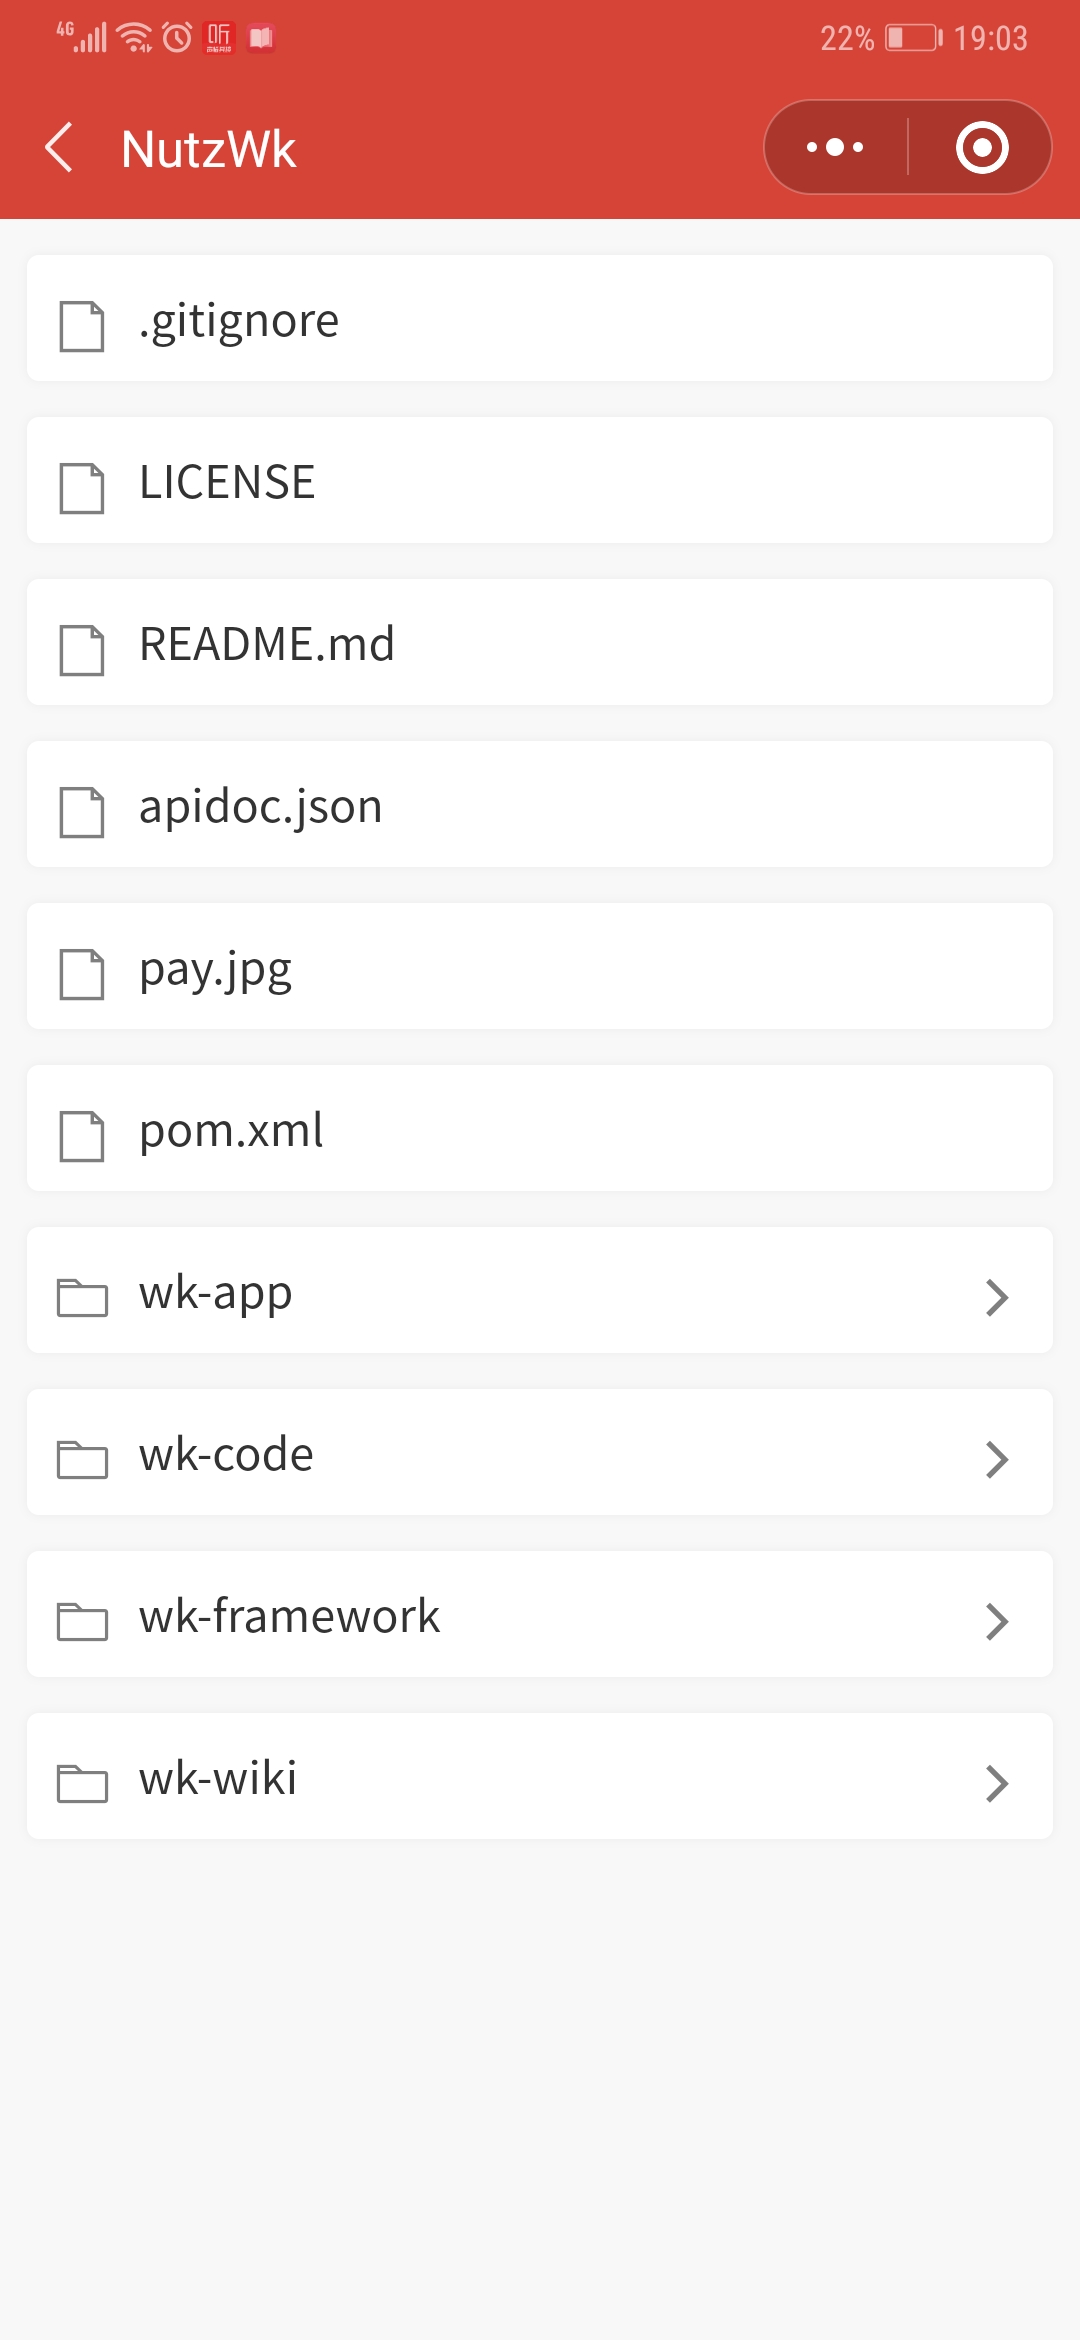 4G 22% 19:03
NutzWk
.gitignore
LICENSE
README.md
apidoc.json
pay.jpg
pom.xml
wk-app
wk-code
wk-framework
wk-wiki